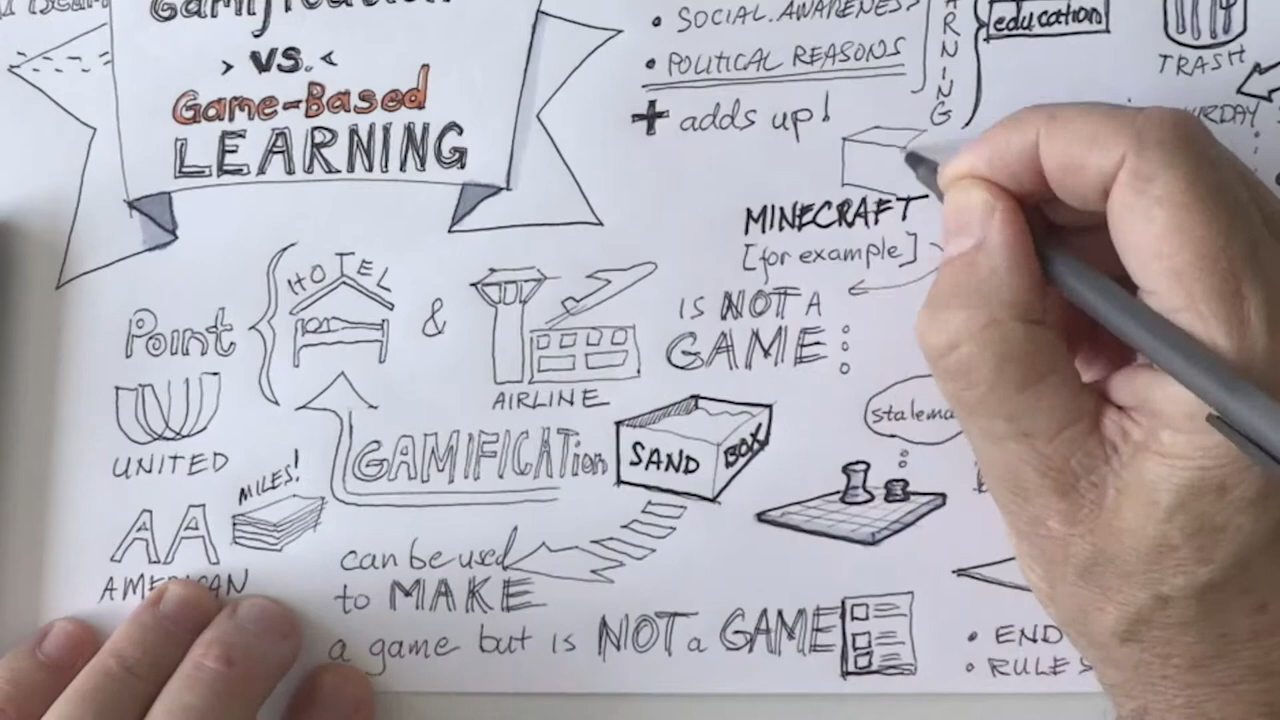 Gamification
> vs. <
Game-Based
LEARNING
• SOCIAL AWARENESS
• POLITICAL REASONS
+ adds up!
education
TRASH
MINECRAFT
[for example]
IS NOT A
GAME
Point
HOTEL
&
AIRLINE
UNITED
MILES!
AA
AMERICAN
GAMIFICATion
SAND BOX
can be used
to MAKE
a game but is NOT a GAME
stalema
• END
• RULES